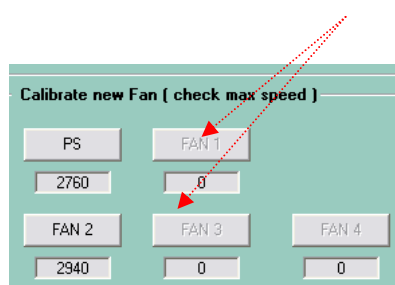 Calibrate new Fan ( check max speed )
PS FAN 1
2760 0
FAN 2 FAN 3 FAN 4
2940 0 0